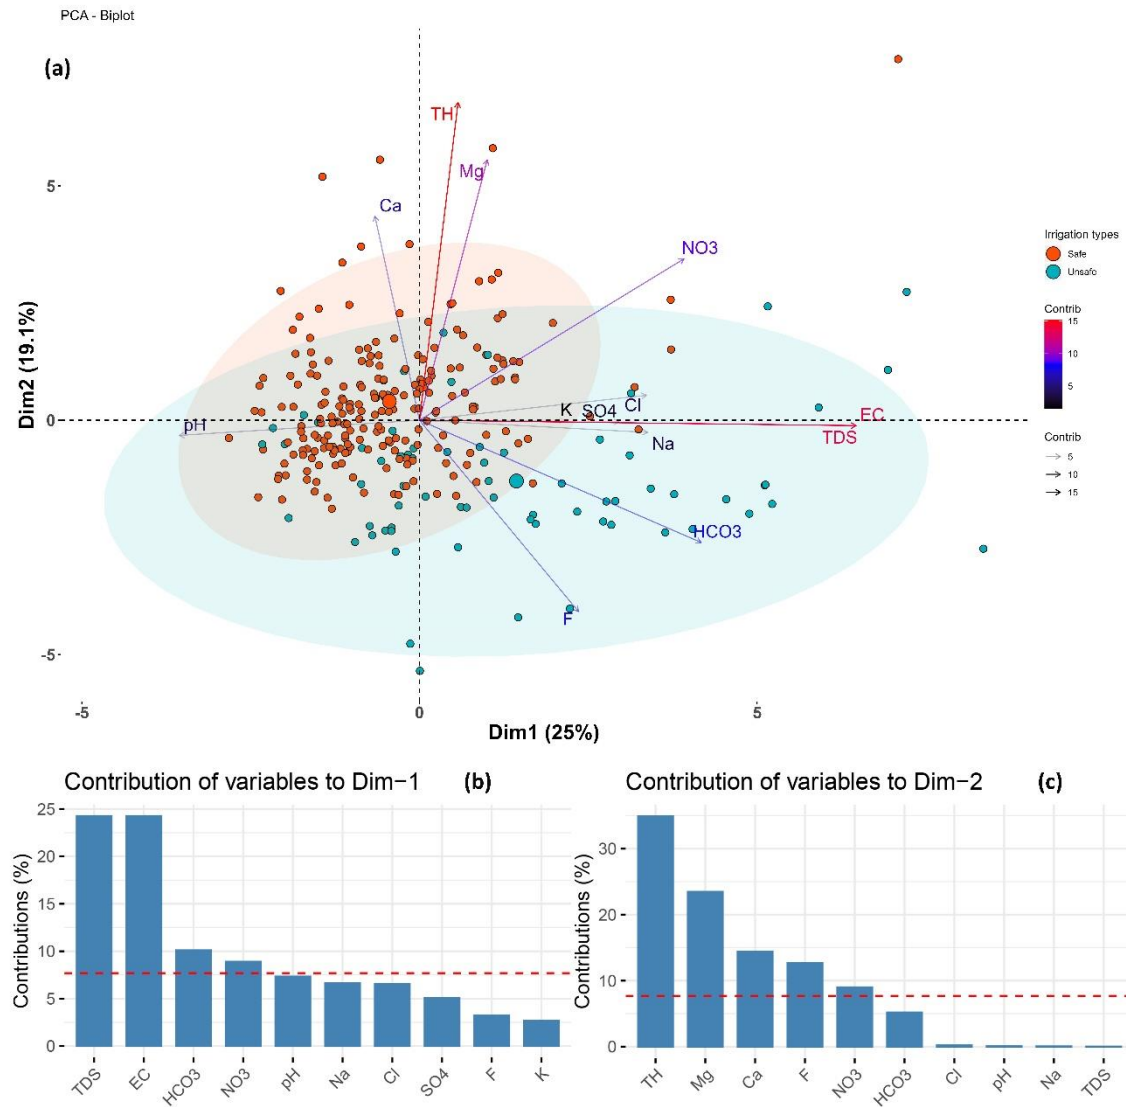 PCA - Biplot
(a)
TH
Mg
Ca
NO3
K
SO4
Cl
EC
TDS
Na
pH
HCO3
F
Dim2 (19.1%)
5
0
-5
-5
0
5
Dim1 (25%)
Irrigation types
Safe
Unsafe
Contrib
15
10
5
Contrib
5
10
15
Contribution of variables to Dim−1
(b)
Contributions (%)
25
20
15
10
5
0
TDS
EC
HCO3
NO3
pH
Na
Cl
SO4
F
K
Contribution of variables to Dim−2
(c)
Contributions (%)
30
20
10
0
TH
Mg
Ca
F
NO3
HCO3
Cl
pH
Na
TDS